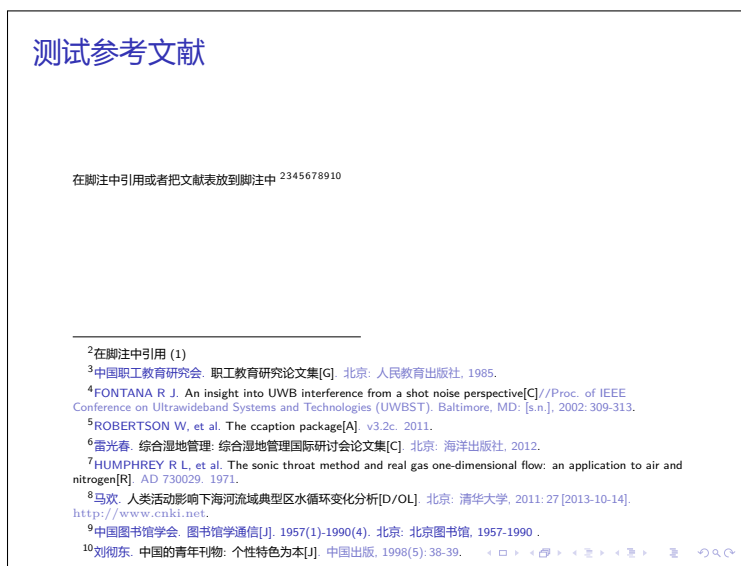 测试参考文献
在脚注中引用或者把文献表放到脚注中 2345678910
2在脚注中引用 (1)
3中国职工教育研究会. 职工教育研究论文集[G]. 北京: 人民教育出版社, 1985.
4FONTANA R J. An insight into UWB interference from a shot noise perspective[C]//Proc. of IEEE
Conference on Ultrawideband Systems and Technologies (UWBST). Baltimore, MD: [s.n.], 2002: 309-313.
5ROBERTSON W, et al. The ccaption package[A]. v3.2c. 2011.
6雷光春. 综合湿地管理: 综合湿地管理国际研讨会论文集[C]. 北京: 海洋出版社, 2012.
7HUMPHREY R L, et al. The sonic throat method and real gas one-dimensional flow: an application to air and
nitrogen[R]. AD 730029. 1971.
8马欢. 人类活动影响下海河流域典型区水循环变化分析[D/OL]. 北京: 清华大学, 2011: 27 [2013-10-14].
http://www.cnki.net.
9中国图书馆学会. 图书馆学通信[J]. 1957(1)-1990(4). 北京: 北京图书馆, 1957-1990 .
10刘彻东. 中国的青年刊物: 个性特色为本[J]. 中国出版, 1998(5): 38-39.